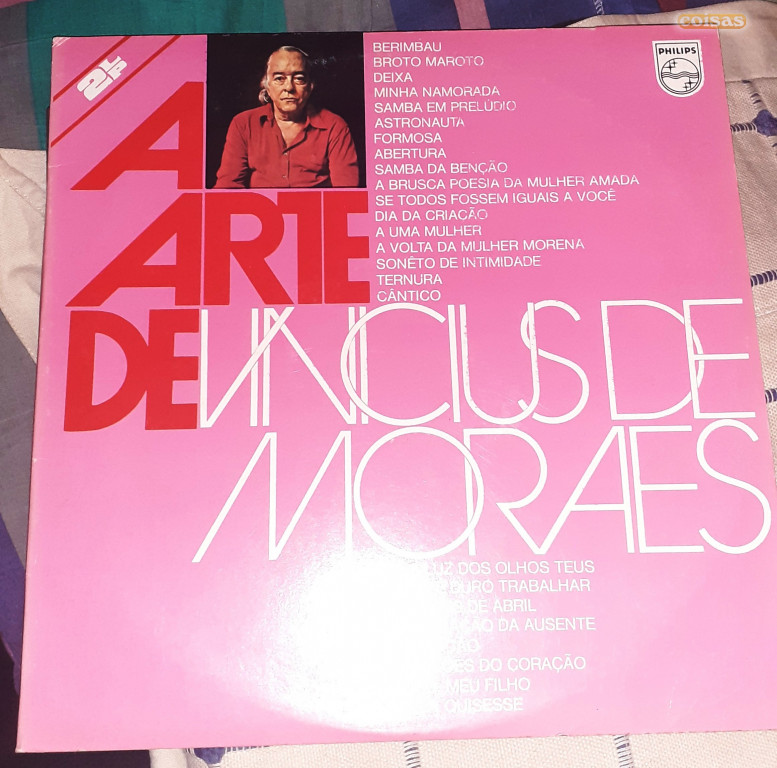 coisas
2LP
PHILIPS
BERIMBAU
BROTO MAROTO
DEIXA
MINHA NAMORADA
SAMBA EM PRELÚDIO
ASTRONAUTA
FORMOSA
ABERTURA
SAMBA DA BENÇÃO
A BRUSCA POESIA DA MULHER AMADA
SE TODOS FOSSEM IGUAIS A VOCÊ
DIA DA CRIAÇÃO
A UMA MULHER
A VOLTA DA MULHER MORENA
SONÊTO DE INTIMIDADE
TERNURA
CÂNTICO
A
ARTE
DE VINICIUS DE
MORAES
LUZ DOS OLHOS TEUS
DURO TRABALHAR
DE ABRIL
DA AUSENTE
DO CORAÇÃO
MEU FILHO
QUISESSE